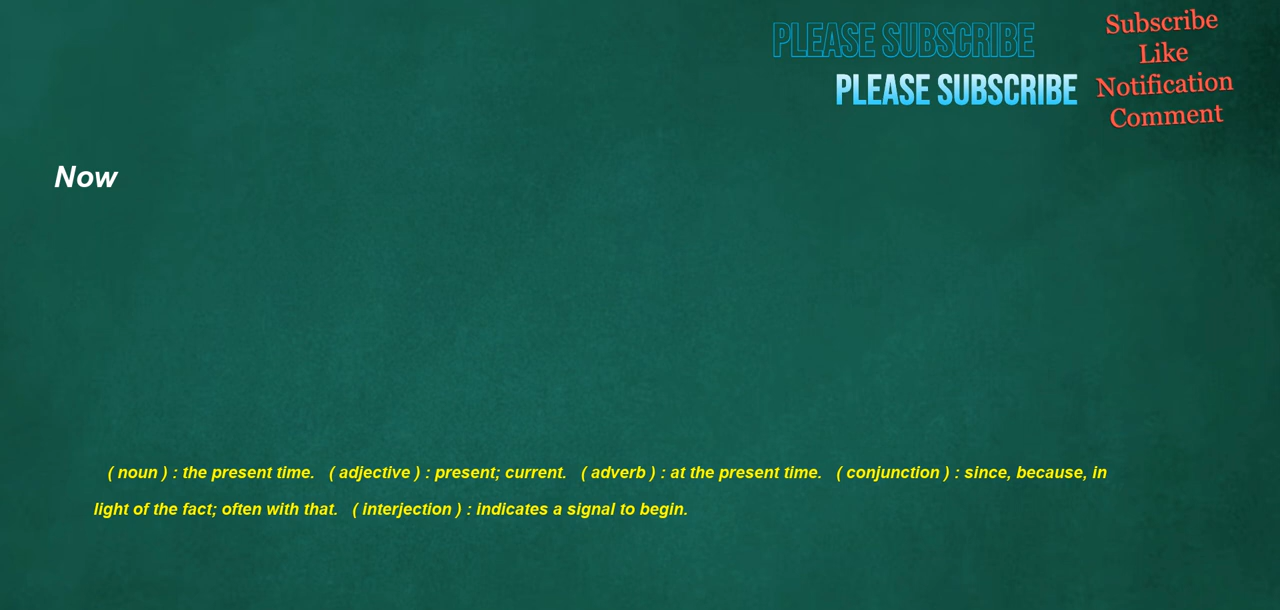 PLEASE SUBSCRIBE
PLEASE SUBSCRIBE
Subscribe
Like
Notification
Comment
Now
( noun ) : the present time. ( adjective ) : present; current. ( adverb ) : at the present time. ( conjunction ) : since, because, in
light of the fact; often with that. ( interjection ) : indicates a signal to begin.